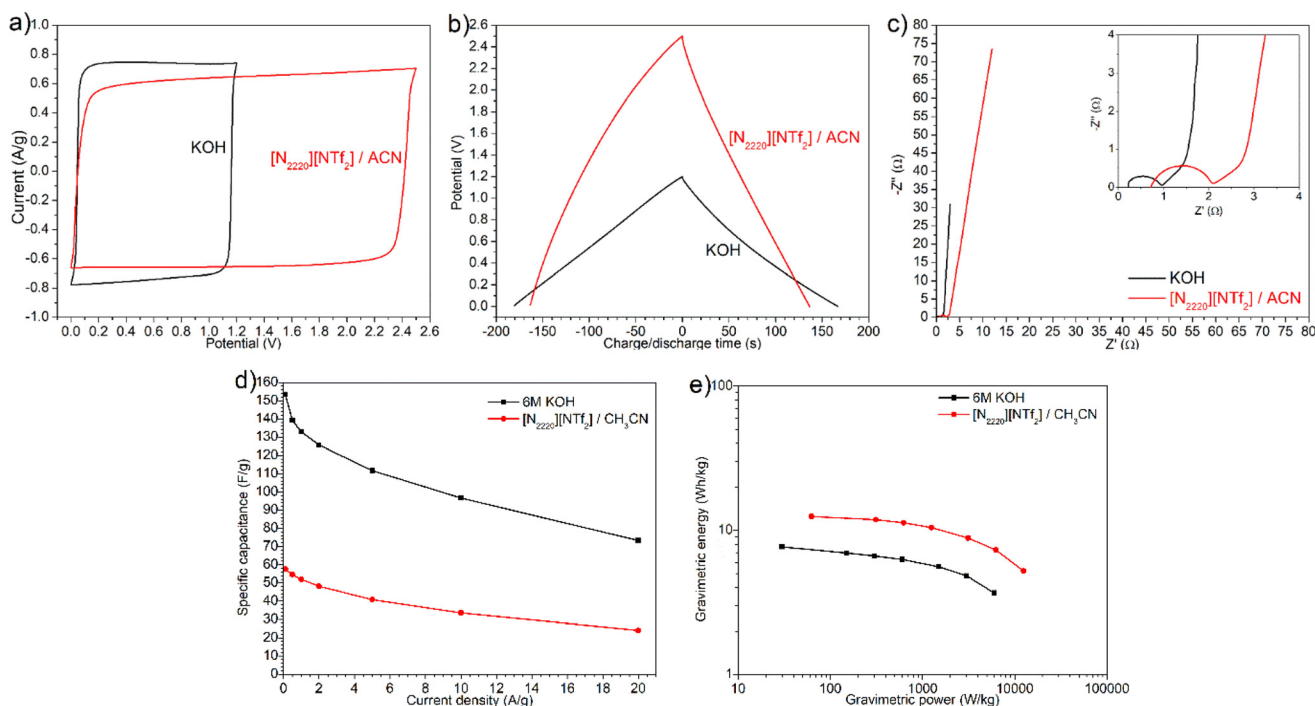 a)
1.0
0.8
0.6
0.4
0.2
0.0
-0.2
-0.4
-0.6
-0.8
-1.0
Current (A/g)
KOH
[N2220][NTf2] / ACN
0.0 0.2 0.4 0.6 0.8 1.0 1.2 1.4 1.6 1.8 2.0 2.2 2.4 2.6
Potential (V)
b)
2.6
2.4
2.2
2.0
1.8
1.6
1.4
1.2
1.0
0.8
0.6
0.4
0.2
0.0
Potential (V)
[N2220][NTf2] / ACN
KOH
-200 -150 -100 -50 0 50 100 150 200
Charge/discharge time (s)
c)
80
75
70
65
60
55
50
45
40
35
30
25
20
15
10
5
0
-Z'' (Ω)
4
3
2
1
0
-Z'' (Ω)
0 1 2 3 4
Z' (Ω)
KOH
[N2220][NTf2] / ACN
0 5 10 15 20 25 30 35 40 45 50 55 60 65 70 75 80
Z' (Ω)
d)
160
150
140
130
120
110
100
90
80
70
60
50
40
30
20
10
0
Specific capacitance (F/g)
6M KOH
[N2220][NTf2] / CH3CN
0 2 4 6 8 10 12 14 16 18 20
Current density (A/g)
e)
100
10
1
Gravimetric energy (Wh/kg)
6M KOH
[N2220][NTf2] / CH3CN
10 100 1000 10000 100000
Gravimetric power (W/kg)